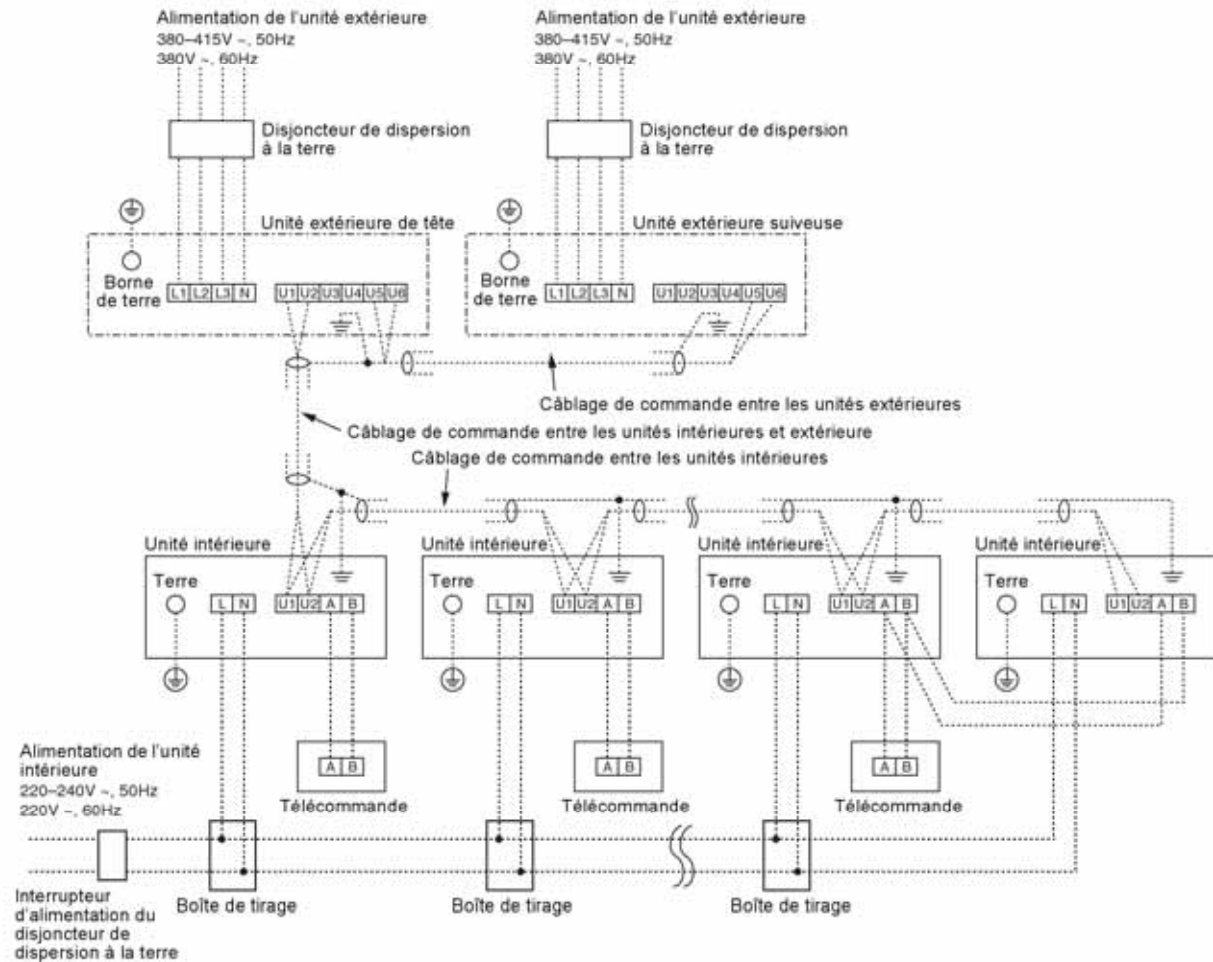 Alimentation de l'unité extérieure
380–415V ~, 50Hz
380V ~, 60Hz
Alimentation de l'unité extérieure
380–415V ~, 50Hz
380V ~, 60Hz
Disjoncteur de dispersion
à la terre
Disjoncteur de dispersion
à la terre
Unité extérieure de tête
Unité extérieure suiveuse
Borne
de terre
L1 L2 L3 N
U1 U2 U3 U4 U5 U6
Borne
de terre
L1 L2 L3 N
U1 U2 U3 U4 U5 U6
Câblage de commande entre les unités extérieures
Câblage de commande entre les unités intérieures et extérieure
Câblage de commande entre les unités intérieures
Unité intérieure
Unité intérieure
Unité intérieure
Unité intérieure
Terre
L N
U1 U2 A B
Terre
L N
U1 U2 A B
Terre
L N
U1 U2 A B
Terre
L N
U1 U2 A B
A B
Télécommande
A B
Télécommande
A B
Télécommande
Alimentation de l'unité
intérieure
220–240V ~, 50Hz
220V ~, 60Hz
Interrupteur
d'alimentation du
disjoncteur de
dispersion à la terre
Boîte de tirage
Boîte de tirage
Boîte de tirage